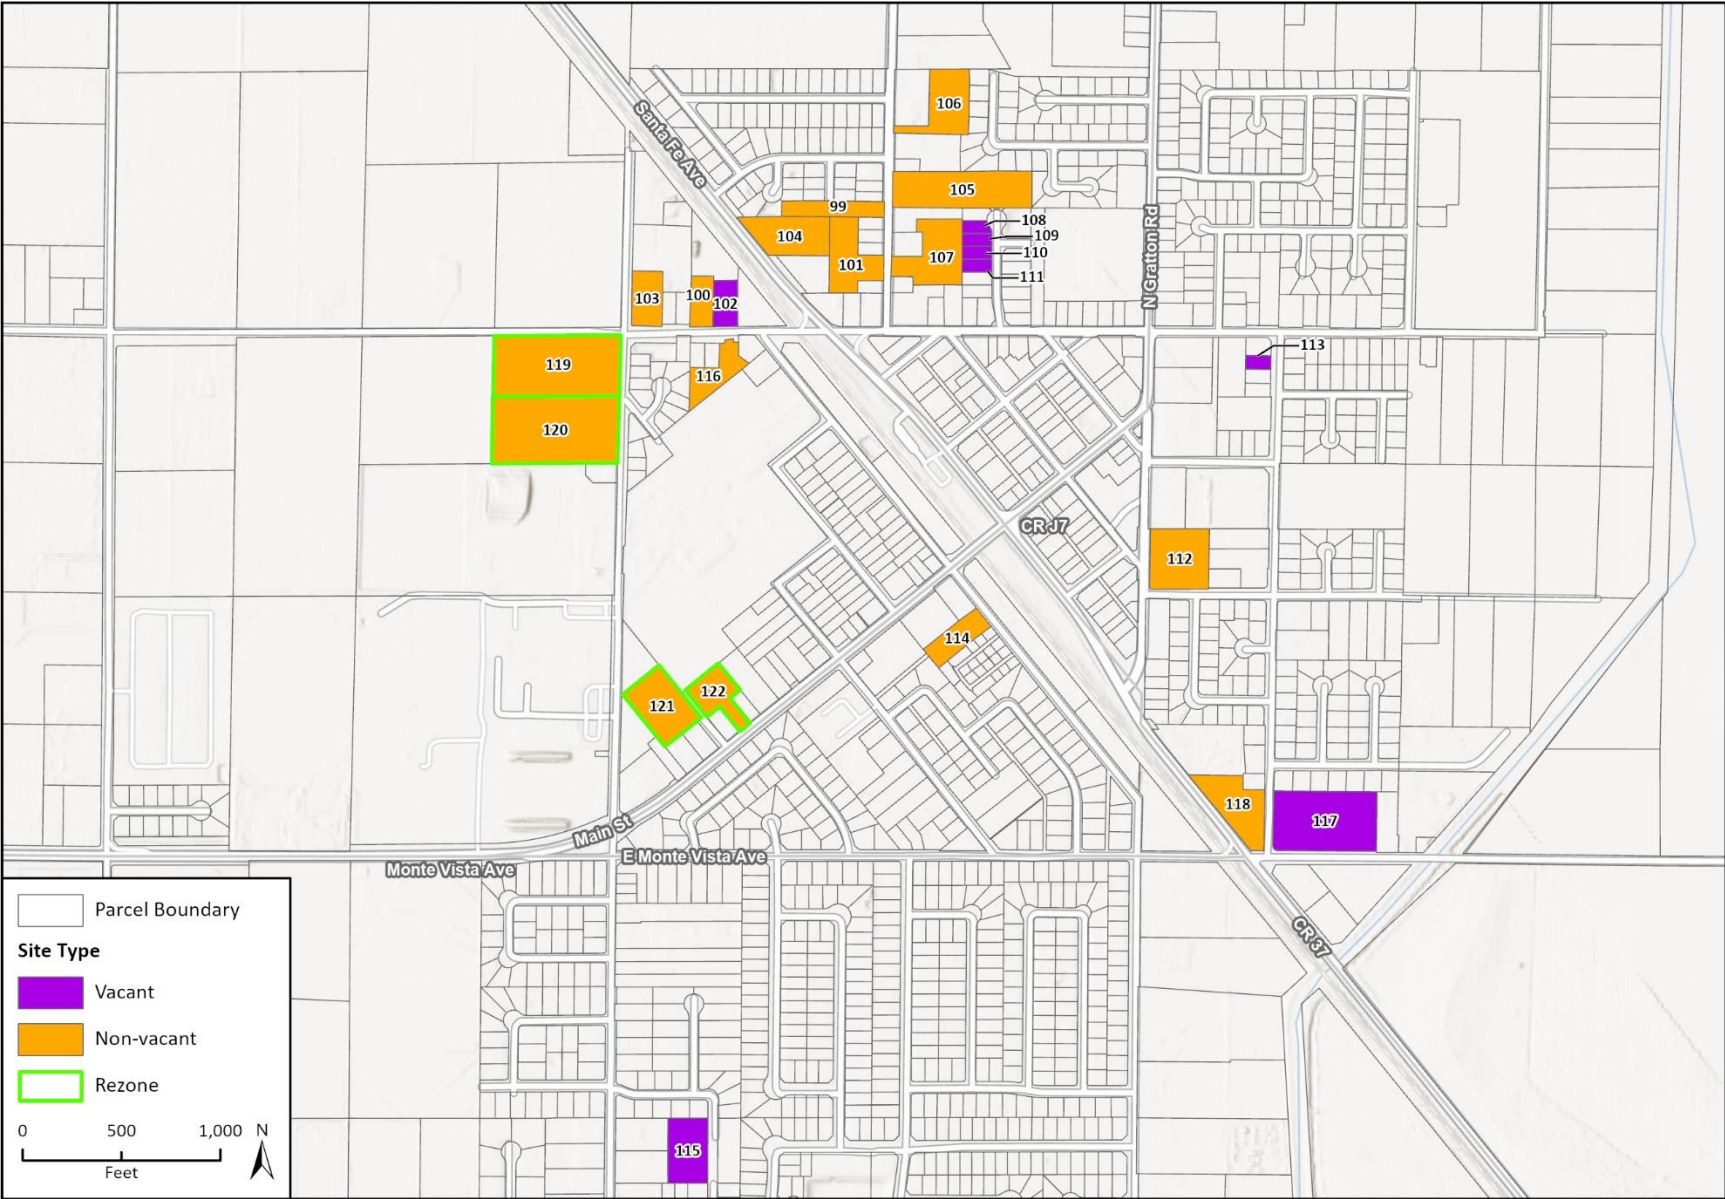 106
Santa Fe Ave
105
99
108
104
109
N Gratton Rd
101
107
110
111
103
100
102
113
119
116
120
CR J7
112
114
122
121
118
117
Main St
E Monte Vista Ave
Monte Vista Ave
CR 37
115
Parcel Boundary
Site Type
Vacant
Non-vacant
Rezone
0 500 1,000 N
Feet